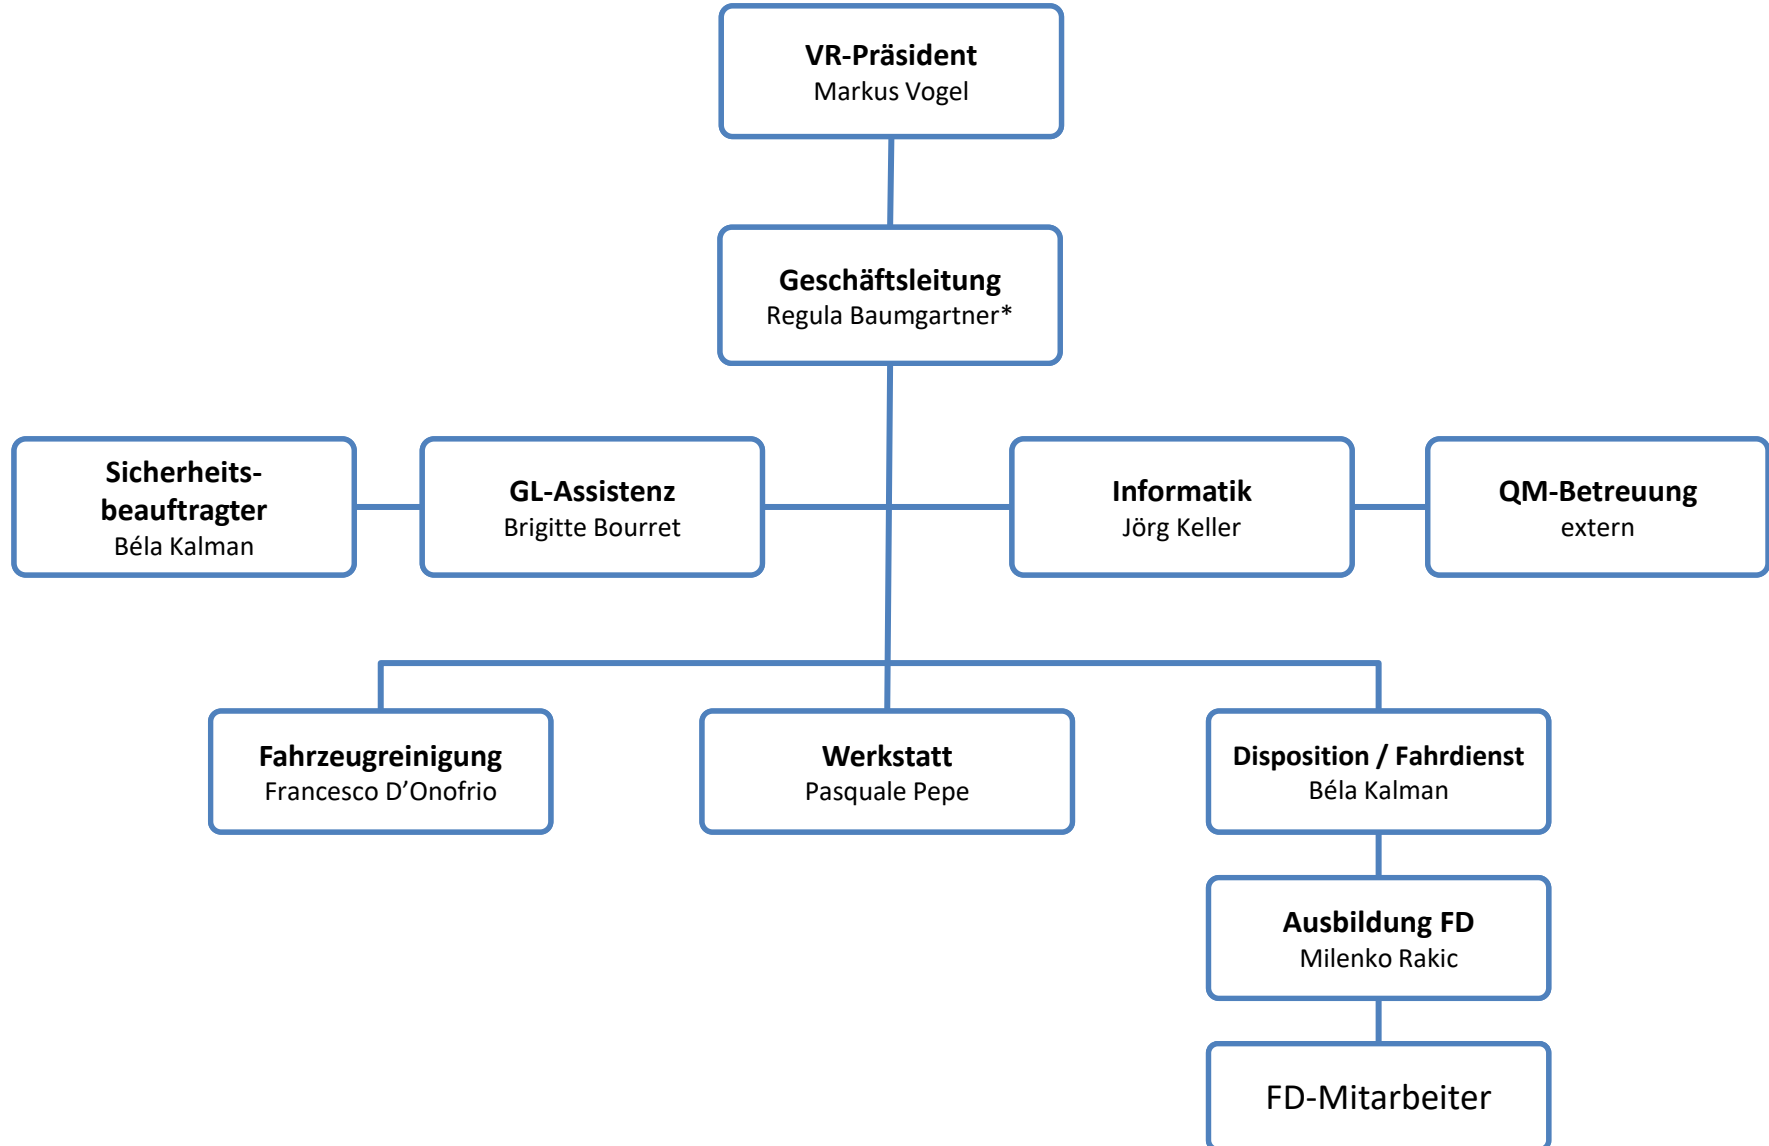 VR-Präsident
Markus Vogel
Geschäftsleitung
Regula Baumgartner*
Sicherheits-
beauftragter
Béla Kalman
GL-Assistenz
Brigitte Bourret
Informatik
Jörg Keller
QM-Betreuung
extern
Fahrzeugreinigung
Francesco D’Onofrio
Werkstatt
Pasquale Pepe
Disposition / Fahrdienst
Béla Kalman
Ausbildung FD
Milenko Rakic
FD-Mitarbeiter